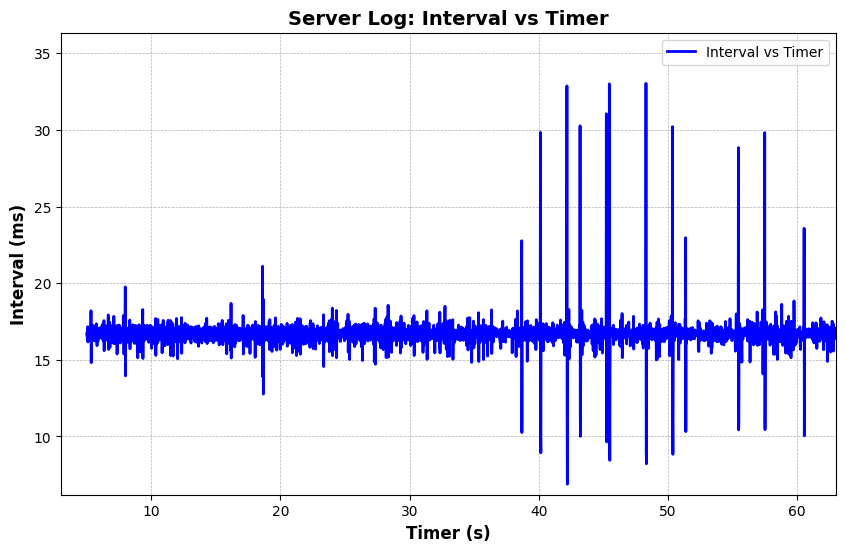 Server Log: Interval vs Timer
Interval vs Timer
35
30
25
20
15
10
Interval (ms)
10 20 30 40 50 60
Timer (s)